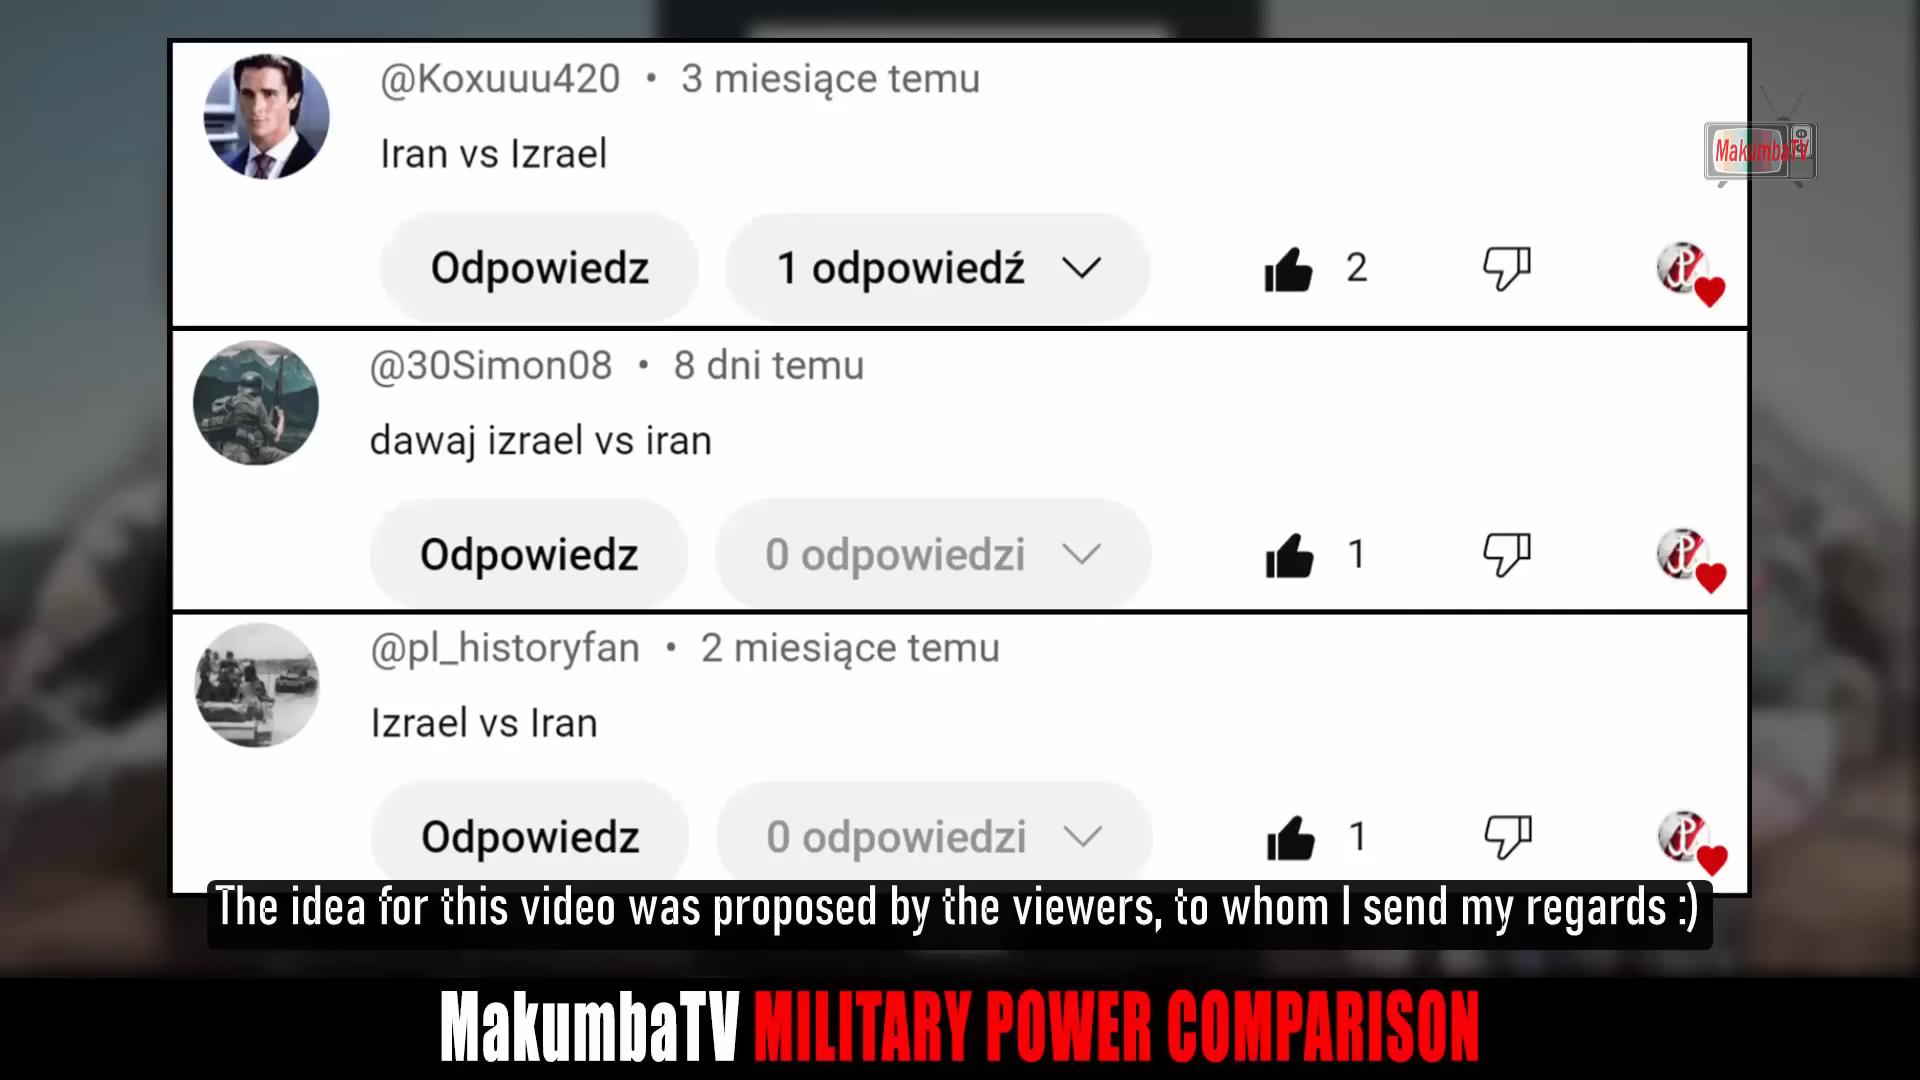 @Koxuuu420 • 3 miesiące temu
Iran vs Izrael
MakumbaTV
Odpowiedz
1 odpowiedź
2
@30Simon08 • 8 dni temu
dawaj izrael vs iran
Odpowiedz
0 odpowiedzi
1
@pl_historyfan • 2 miesiące temu
Izrael vs Iran
Odpowiedz
0 odpowiedzi
1
The idea for this video was proposed by the viewers, to whom I send my regards :)
MakumbaTV MILITARY POWER COMPARISON